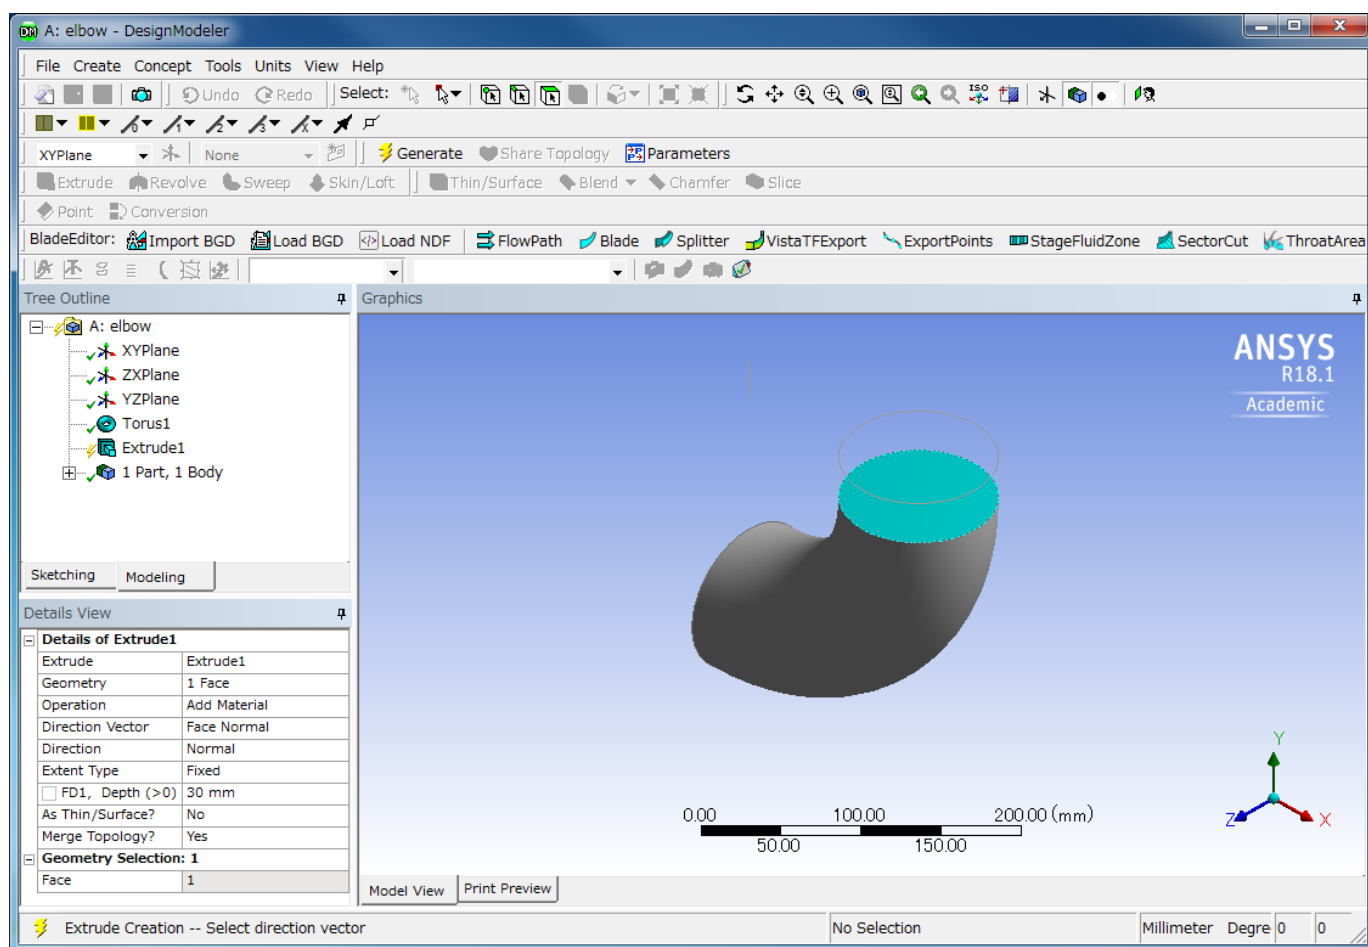 A: elbow - DesignModeler
File Create Concept Tools Units View Help
Undo Redo Select:
XYPlane None Generate Share Topology Parameters
Extrude Revolve Sweep Skin/Loft Thin/Surface Blend Chamfer Slice
Point Conversion
BladeEditor: Import BGD Load BGD Load NDF FlowPath Blade Splitter VistaTFExport ExportPoints StageFluidZone SectorCut ThroatArea
Tree Outline
A: elbow
XYPlane
ZXPlane
YZPlane
Torus1
Extrude1
1 Part, 1 Body
Sketching Modeling
Details View
Details of Extrude1
Extrude Extrude1
Geometry 1 Face
Operation Add Material
Direction Vector Face Normal
Direction Normal
Extent Type Fixed
FD1, Depth (>0) 30 mm
As Thin/Surface? No
Merge Topology? Yes
Geometry Selection: 1
Face 1
Graphics
ANSYS
R18.1
Academic
Y
Z X
0.00 100.00 200.00 (mm)
50.00 150.00
Model View Print Preview
Extrude Creation -- Select direction vector No Selection Millimeter Degre 0 0